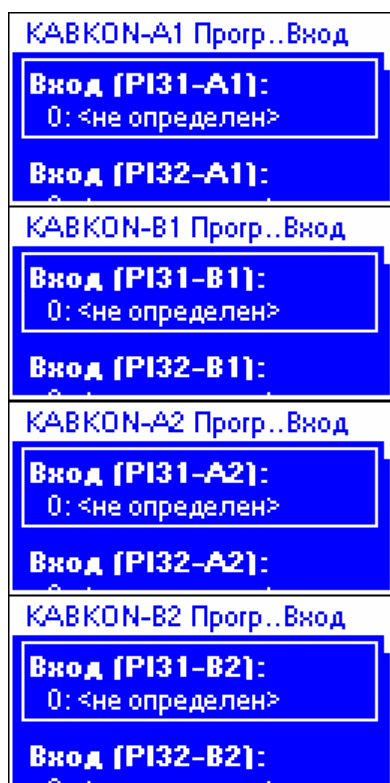 KABKON-A1 Прогр..Вход
Вход (PI31-A1):
0: <не определен>
Вход (PI32-A1):
KABKON-B1 Прогр..Вход
Вход (PI31-B1):
0: <не определен>
Вход (PI32-B1):
KABKON-A2 Прогр..Вход
Вход (PI31-A2):
0: <не определен>
Вход (PI32-A2):
KABKON-B2 Прогр..Вход
Вход (PI31-B2):
0: <не определен>
Вход (PI32-B2):